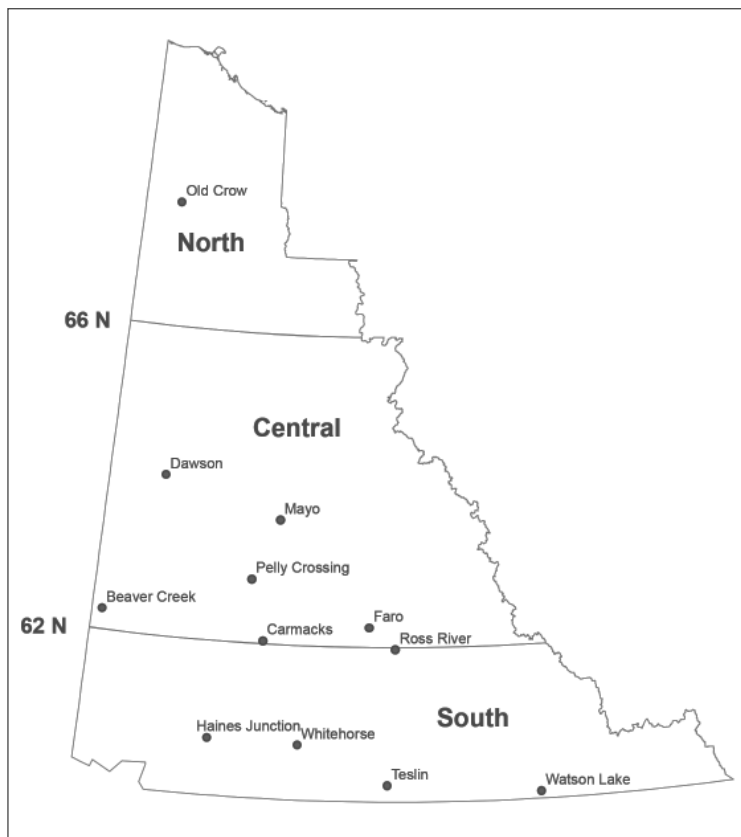 Old Crow
North
66 N
Central
Dawson
Mayo
Pelly Crossing
Beaver Creek
Faro
62 N
Carmacks
Ross River
South
Haines Junction
Whitehorse
Teslin
Watson Lake